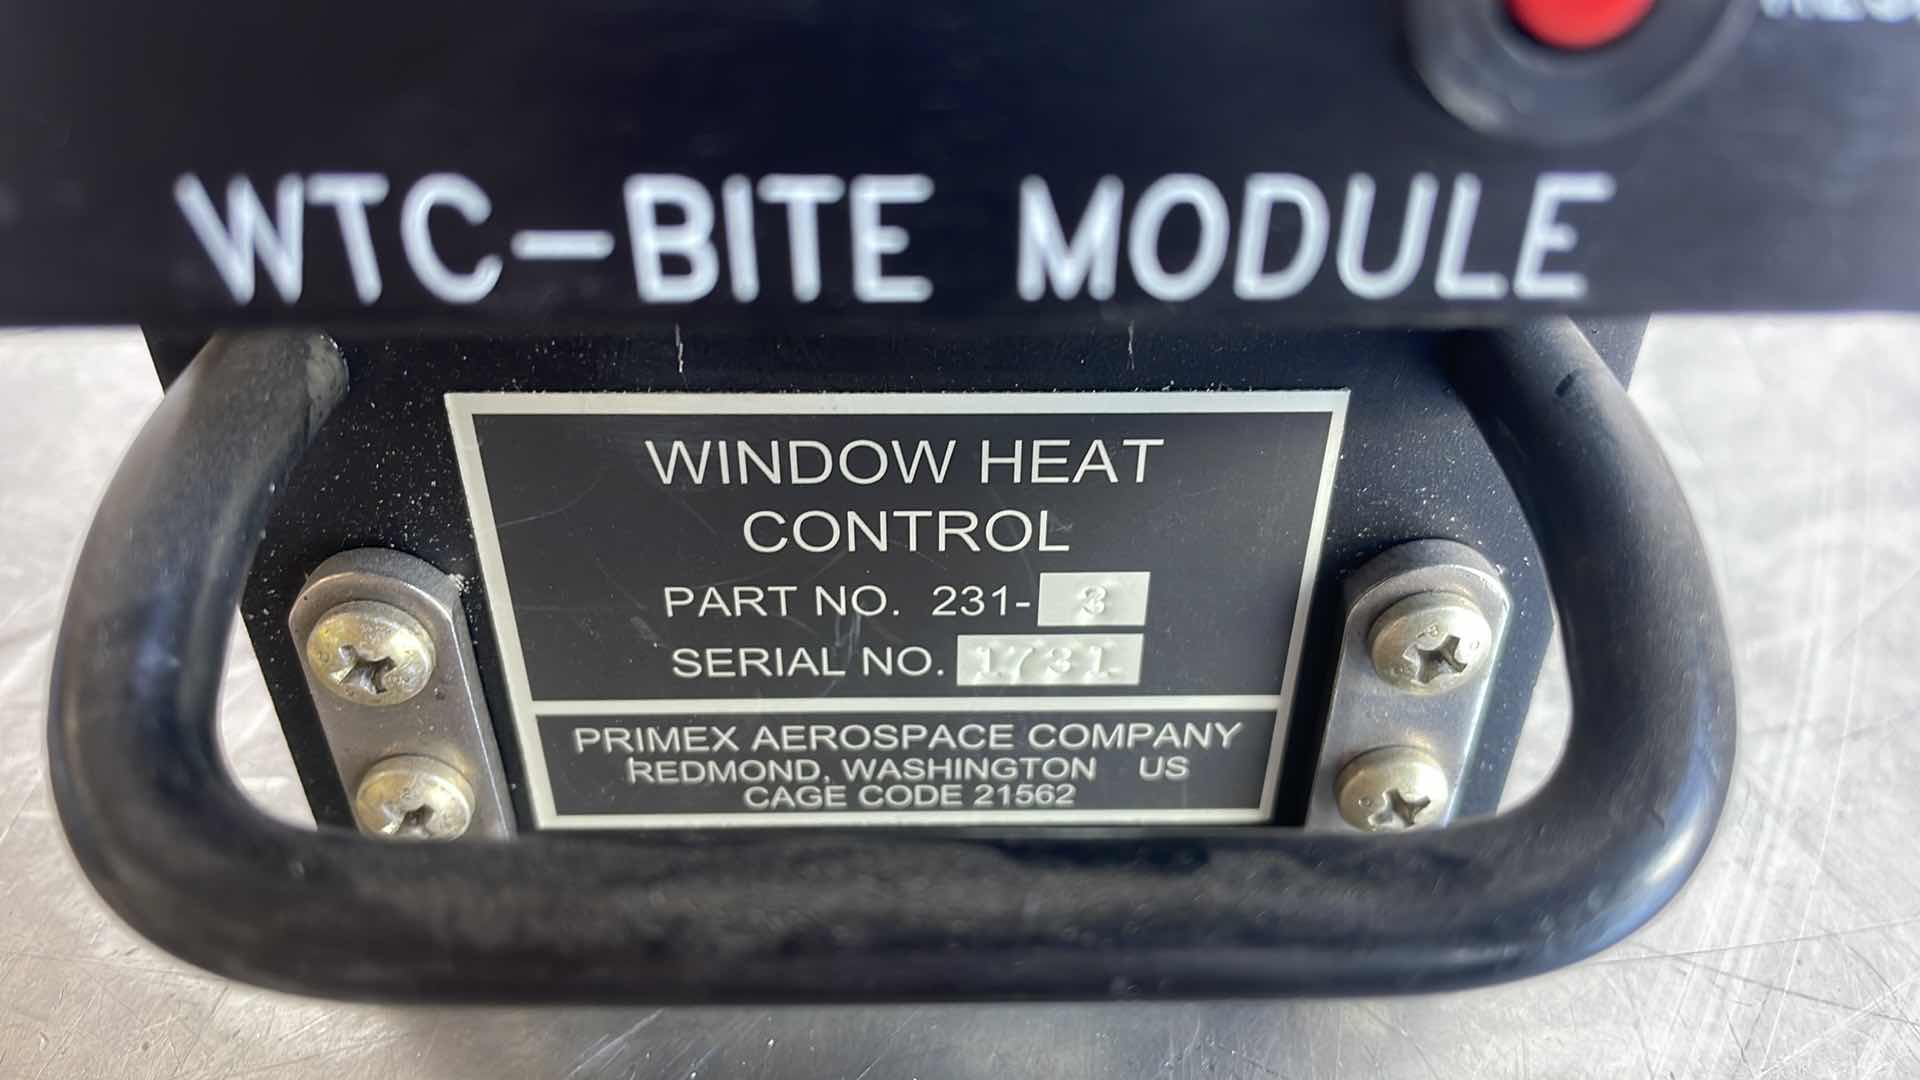 WTC-BITE MODULE
WINDOW HEAT
CONTROL
PART NO. 231-3
SERIAL NO. 1731
PRIMEX AEROSPACE COMPANY
REDMOND, WASHINGTON US
CAGE CODE 21562